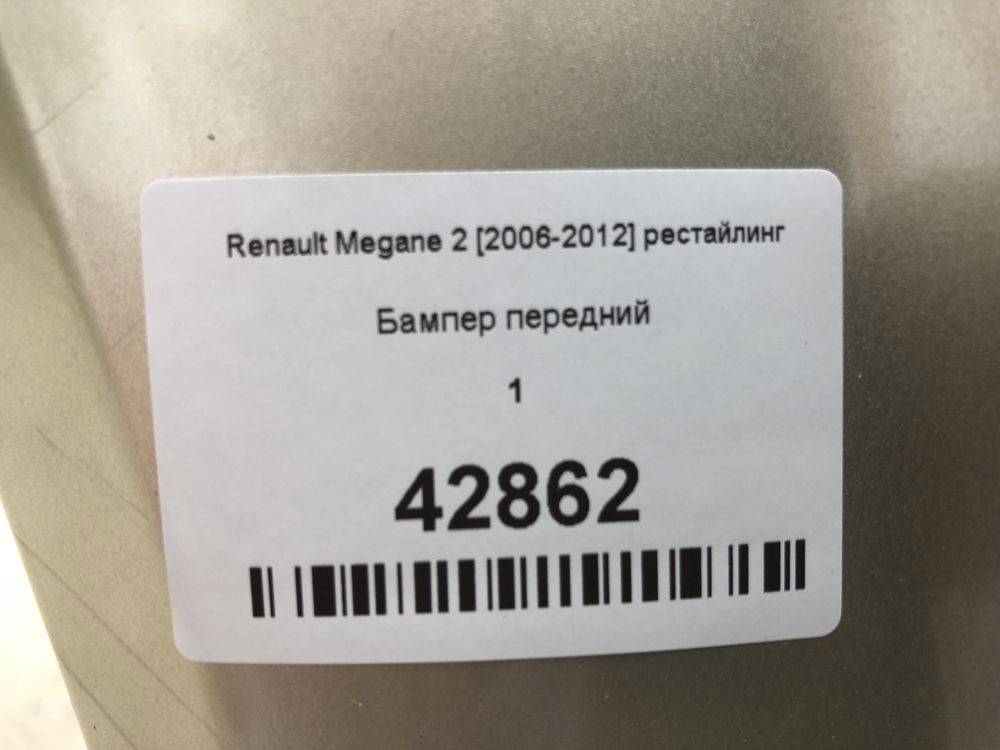 Renault Megane 2 [2006-2012] рестайлинг
Бампер передний
1
42862